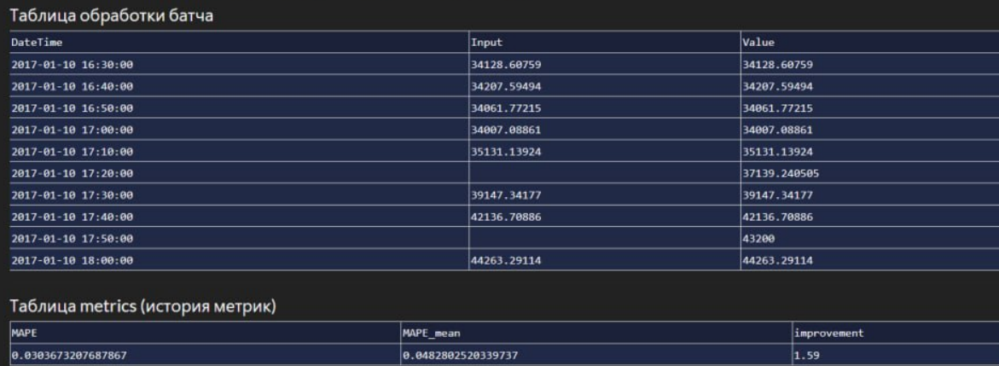 Таблица обработки батча
DateTime Input Value
2017-01-10 16:30:00 34128.60759 34128.60759
2017-01-10 16:40:00 34207.59494 34207.59494
2017-01-10 16:50:00 34061.77215 34061.77215
2017-01-10 17:00:00 34007.08861 34007.08861
2017-01-10 17:10:00 35131.13924 35131.13924
2017-01-10 17:20:00 37139.240505
2017-01-10 17:30:00 39147.34177 39147.34177
2017-01-10 17:40:00 42136.70886 42136.70886
2017-01-10 17:50:00 43200
2017-01-10 18:00:00 44263.29114 44263.29114
Таблица metrics (история метрик)
MAPE MAPE_mean improvement
0.0303673207687867 0.0482802520339737 1.59